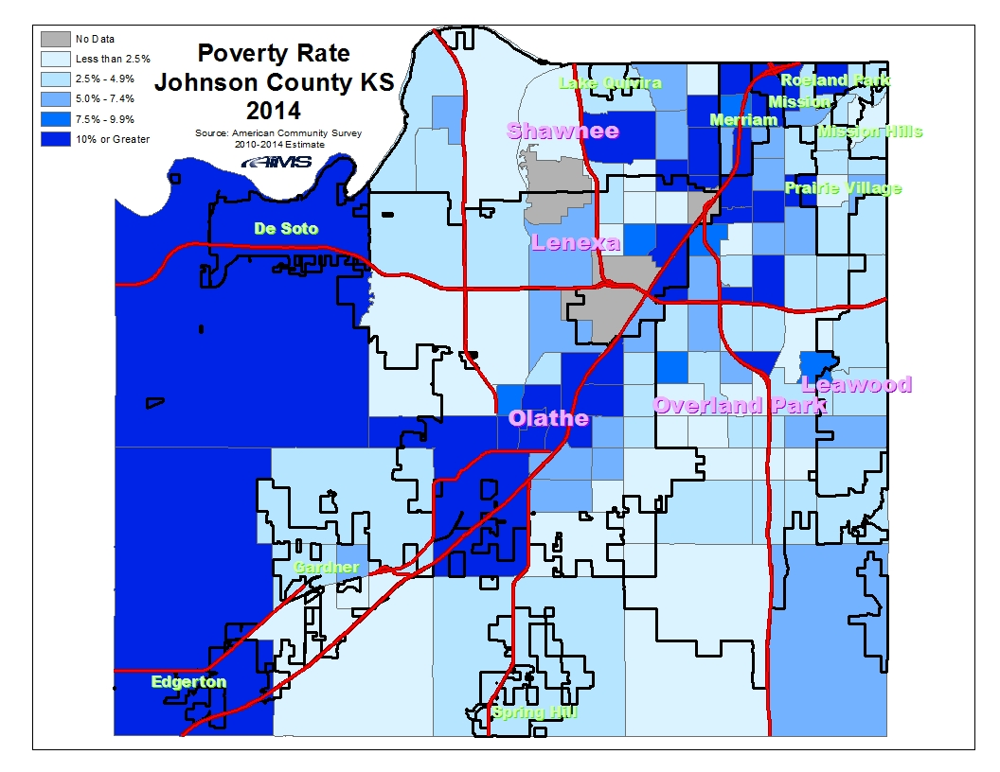 No Data
Less than 2.5%
2.5% - 4.9%
5.0% - 7.4%
7.5% - 9.9%
10% or Greater
Poverty Rate
Johnson County KS
2014
Source: American Community Survey
2010-2014 Estimate
AIMS
Lake Quivira
Roeland Park
Mission
Shawnee
Merriam
Mission Hills
Prairie Village
De Soto
Lenexa
Leawood
Overland Park
Olathe
Gardner
Edgerton
Spring Hill